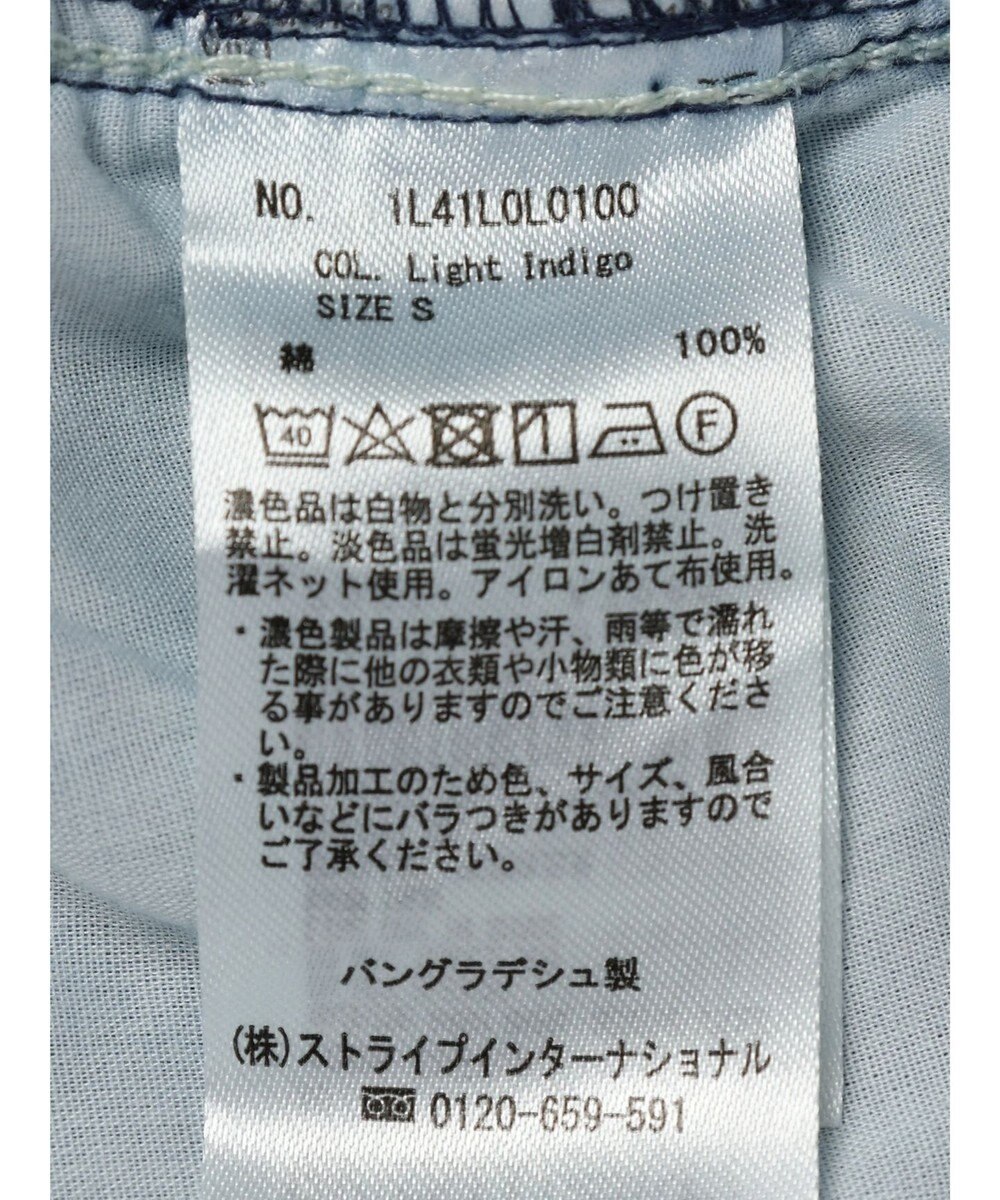 NO. 1L41L0L0100
COL. Light Indigo
SIZE S
綿 100%
40 F
濃色品は白物と分別洗い。つけ置き
禁止。淡色品は蛍光増白剤禁止。洗
濯ネット使用。アイロンあて布使用。
・濃色製品は摩擦や汗、雨等で濡れ
た際に他の衣類や小物類に色が移
る事がありますのでご注意くださ
い。
・製品加工のため色、サイズ、風合
いなどにバラつきがありますので
ご了承ください。
バングラデシュ製
(株)ストライプインターナショナル
0120-659-591